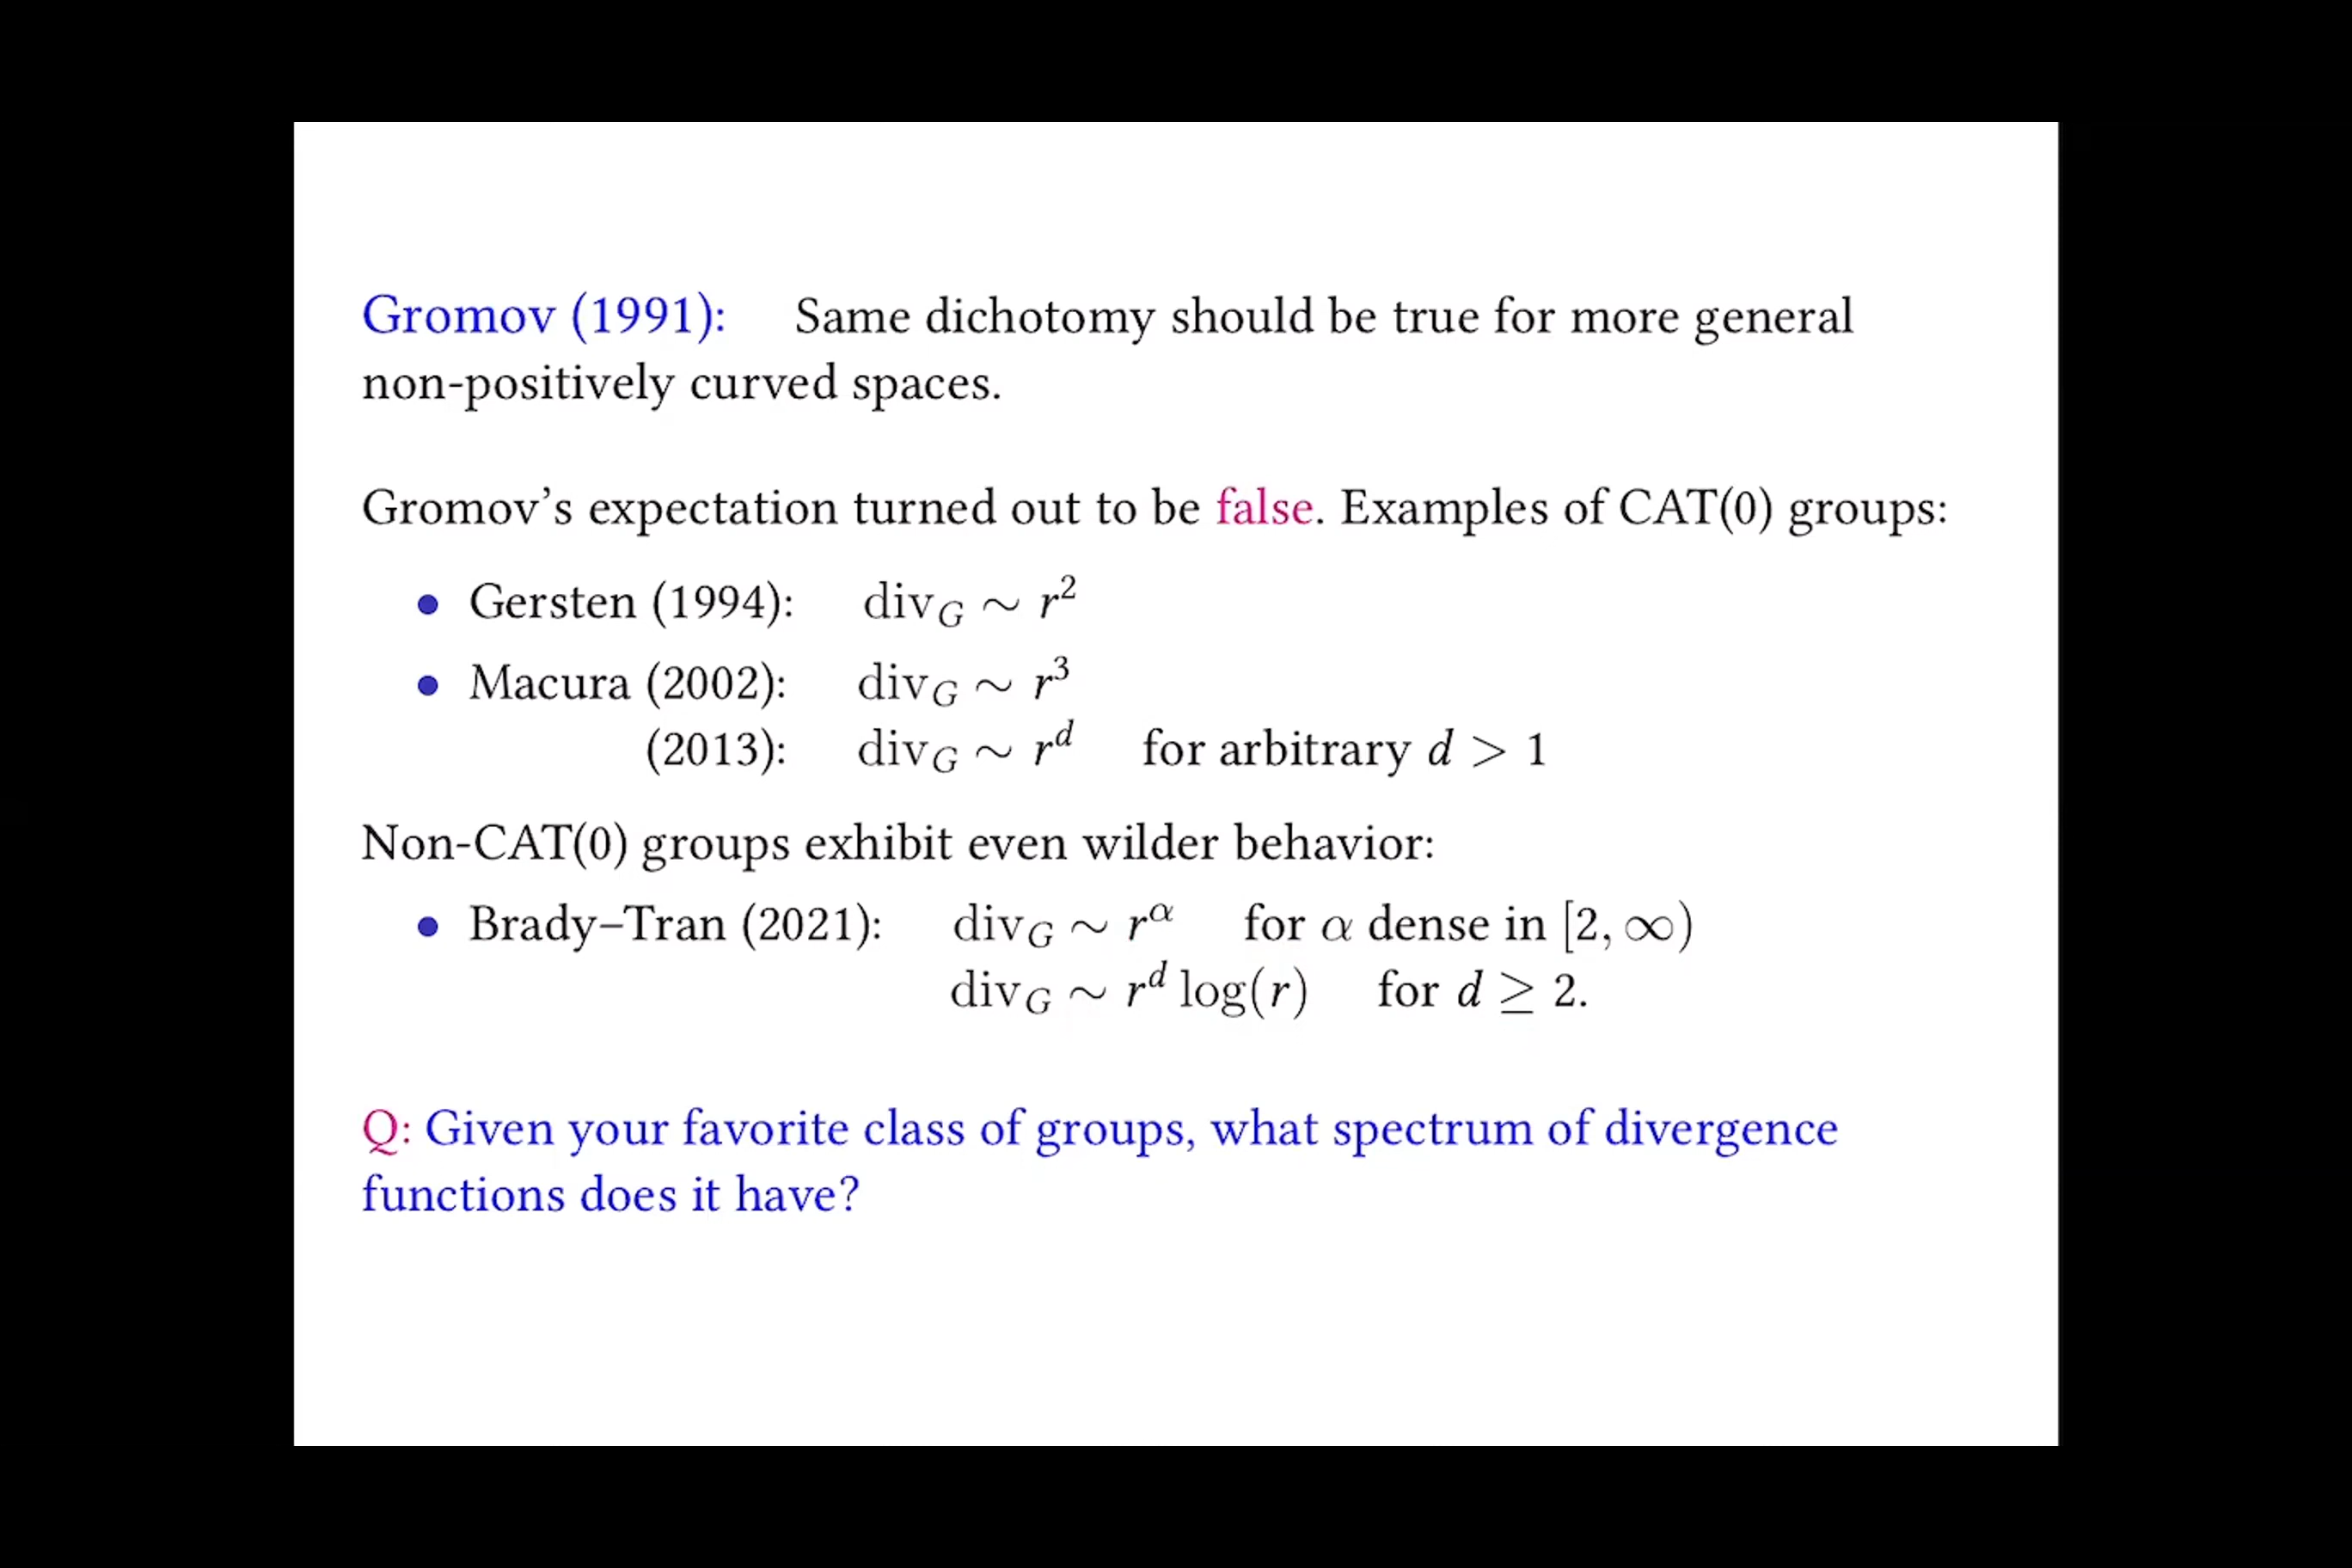 Gromov (1991): Same dichotomy should be true for more general
non-positively curved spaces.
Gromov’s expectation turned out to be false. Examples of CAT(0) groups:
• Gersten (1994): div_G ∼ r^2
• Macura (2002): div_G ∼ r^3
(2013): div_G ∼ r^d for arbitrary d > 1
Non-CAT(0) groups exhibit even wilder behavior:
• Brady–Tran (2021): div_G ∼ r^α for α dense in [2, ∞)
div_G ∼ r^d log(r) for d ≥ 2.
Q: Given your favorite class of groups, what spectrum of divergence
functions does it have?